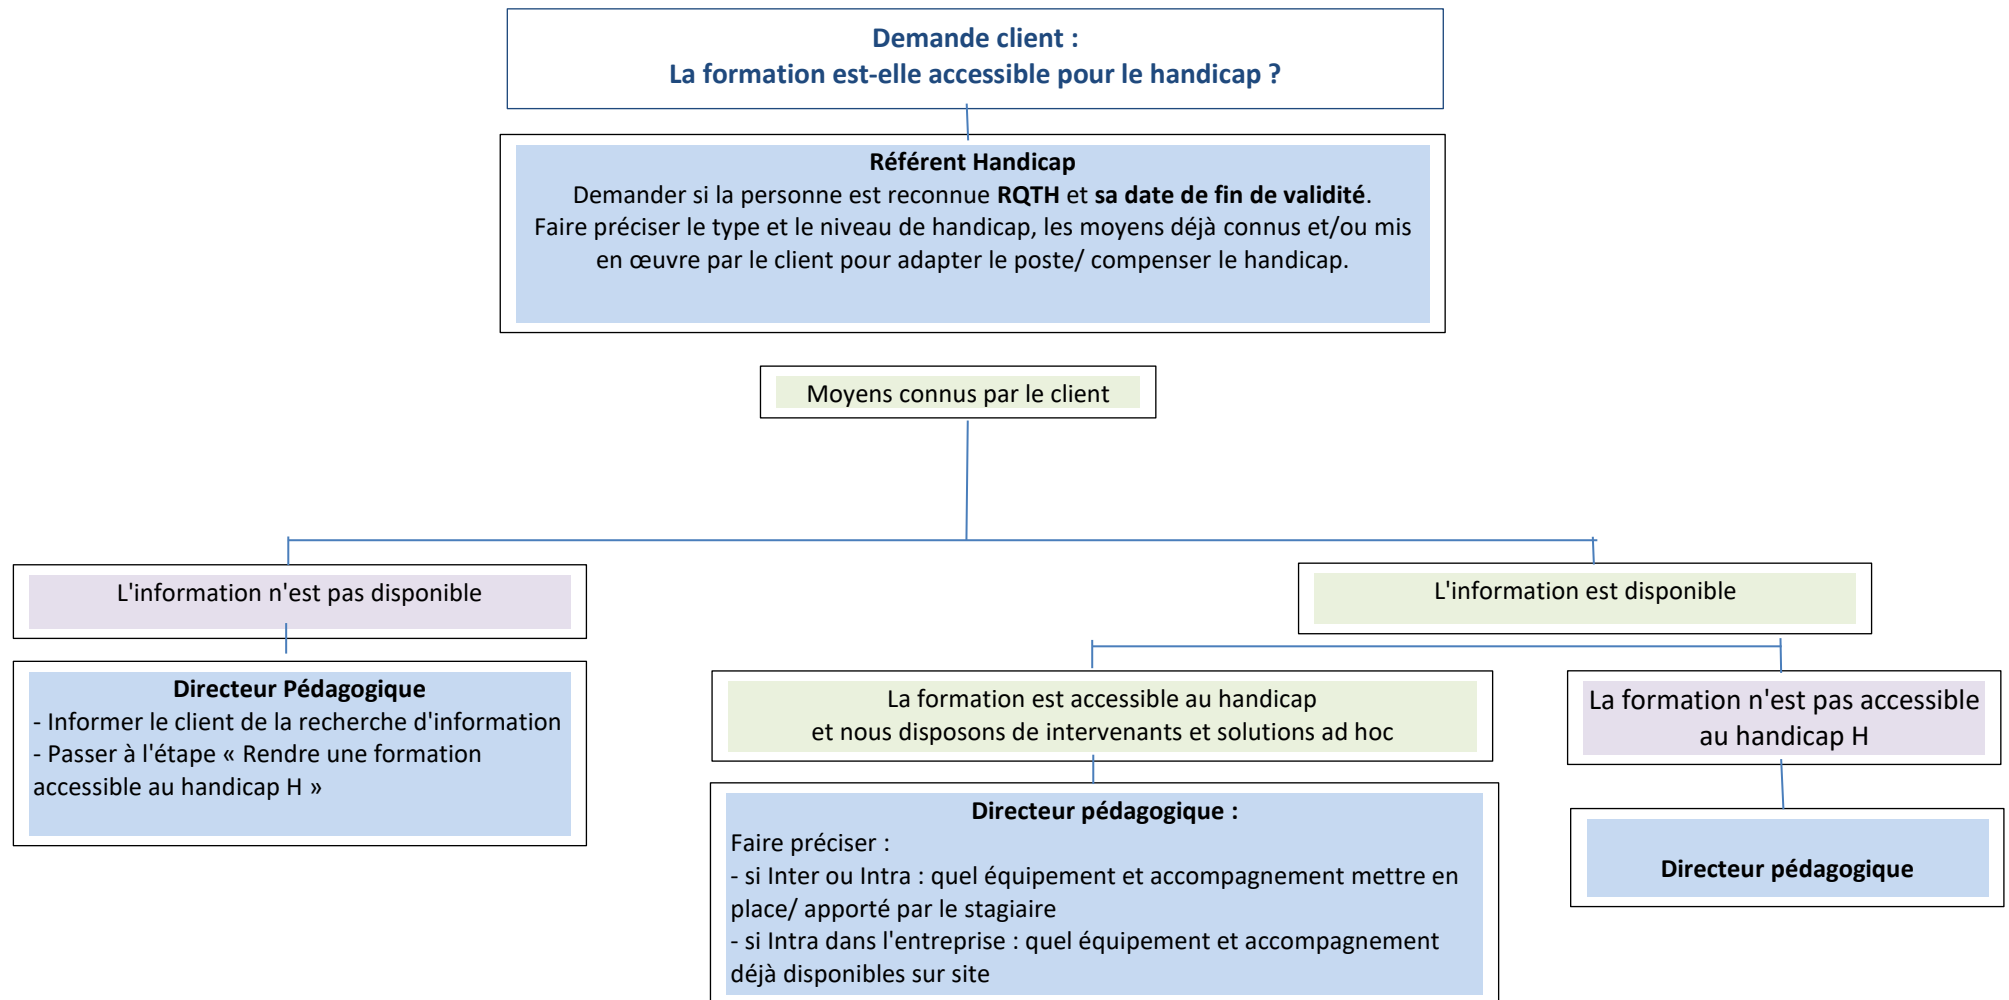 Demande client :
La formation est-elle accessible pour le handicap ?
Référent Handicap
Demander si la personne est reconnue RQTH et sa date de fin de validité.
Faire préciser le type et le niveau de handicap, les moyens déjà connus et/ou mis
en œuvre par le client pour adapter le poste/ compenser le handicap.
Moyens connus par le client
L'information n'est pas disponible
L'information est disponible
Directeur Pédagogique
- Informer le client de la recherche d'information
- Passer à l'étape « Rendre une formation
accessible au handicap H »
La formation est accessible au handicap
et nous disposons de intervenants et solutions ad hoc
La formation n'est pas accessible
au handicap H
Directeur pédagogique :
Faire préciser :
- si Inter ou Intra : quel équipement et accompagnement mettre en
place/ apporté par le stagiaire
- si Intra dans l'entreprise : quel équipement et accompagnement
déjà disponibles sur site
Directeur pédagogique